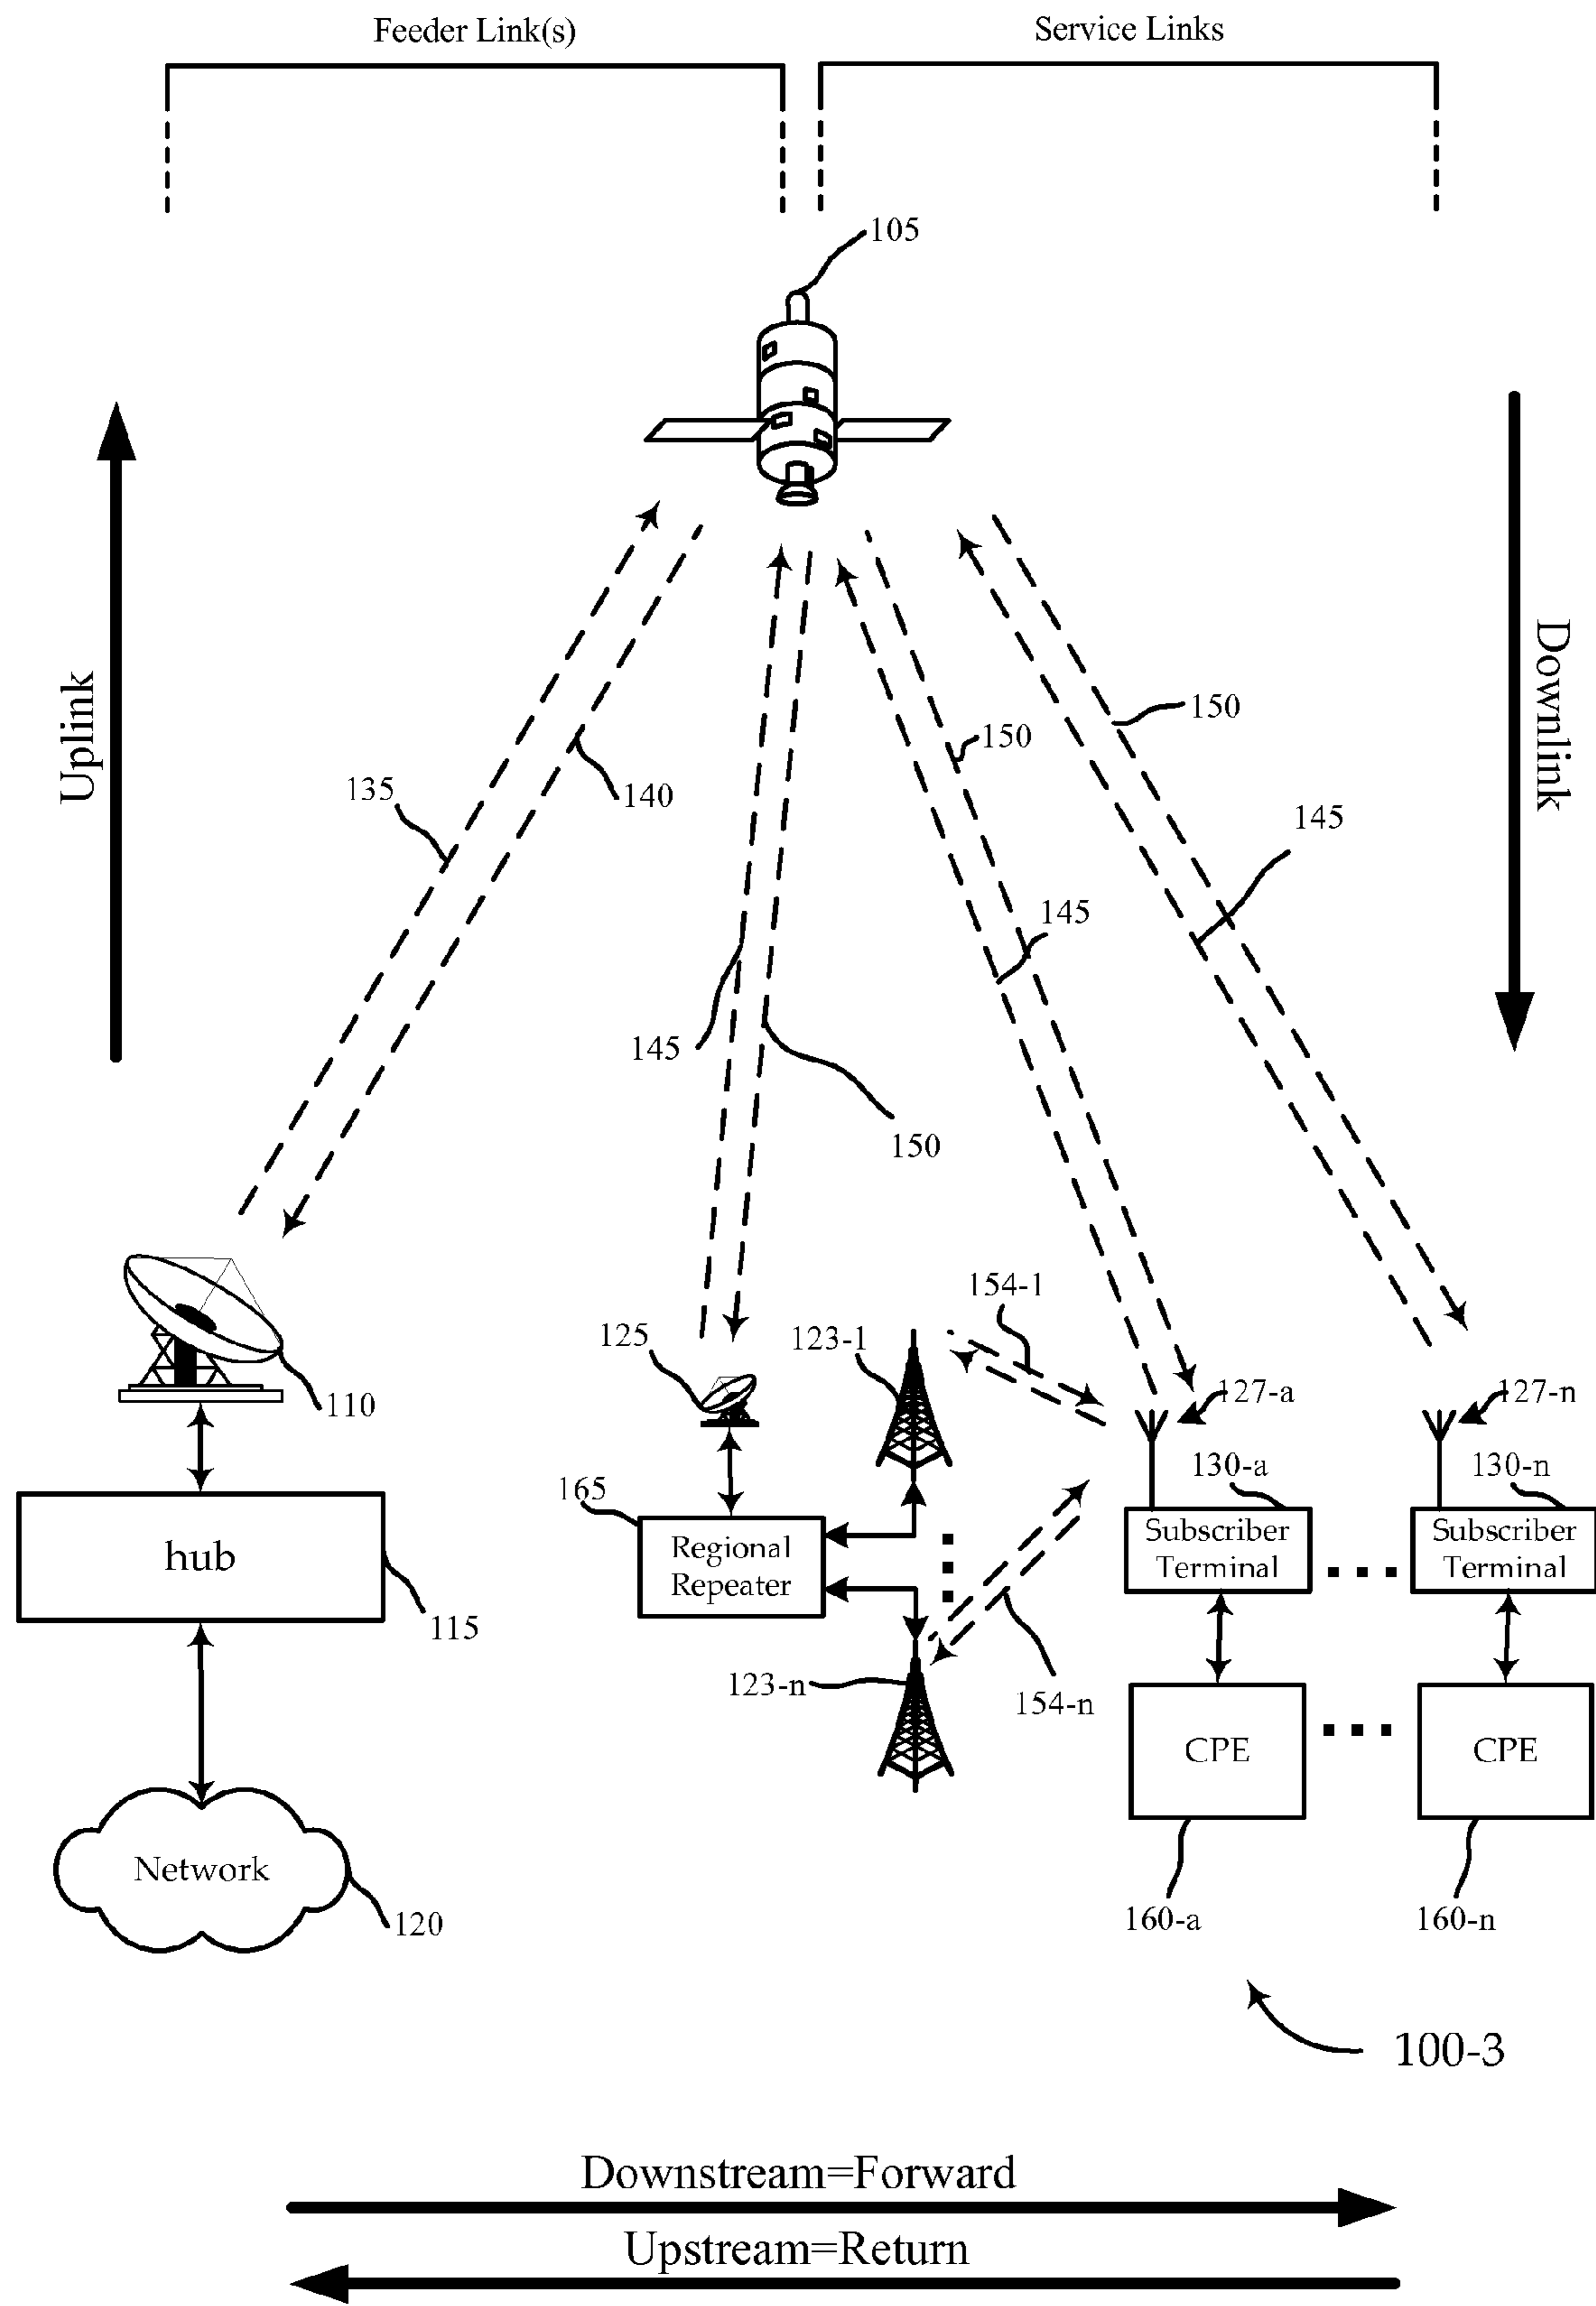 Feeder Link(s)
Service Links
105
Uplink
Downlink
150
150
135
140
145
145
145
150
154-1
125
123-1
127-a
127-n
110
130-a
130-n
165
hub
Regional
Repeater
Subscriber
Terminal
Subscriber
Terminal
115
123-n
154-n
CPE
CPE
Network
120
160-a
160-n
100-3
Downstream=Forward
Upstream=Return